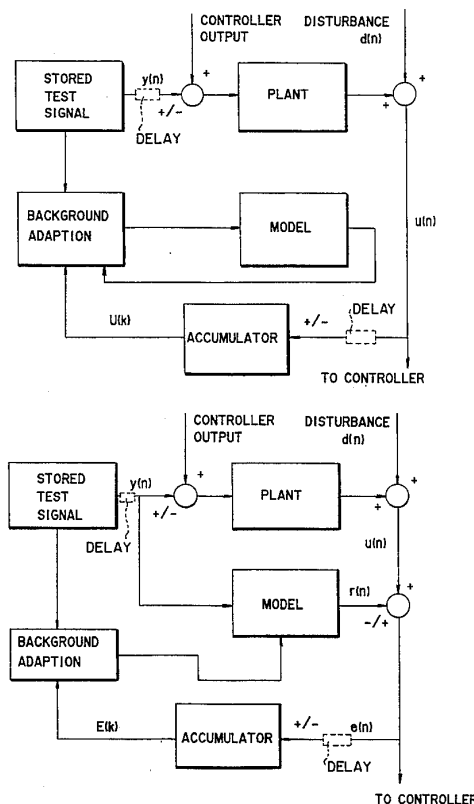 CONTROLLER
OUTPUT
DISTURBANCE
d(n)
STORED
TEST
SIGNAL
y(n)
+
+/-
DELAY
PLANT
+
+
BACKGROUND
ADAPTION
MODEL
u(n)
U(k)
ACCUMULATOR
+/-
DELAY
TO CONTROLLER
CONTROLLER
OUTPUT
DISTURBANCE
d(n)
STORED
TEST
SIGNAL
y(n)
+
+/-
DELAY
PLANT
+
+
u(n)
MODEL
r(n)
+
-/+
BACKGROUND
ADAPTION
E(k)
ACCUMULATOR
+/-
e(n)
DELAY
TO CONTROLLER